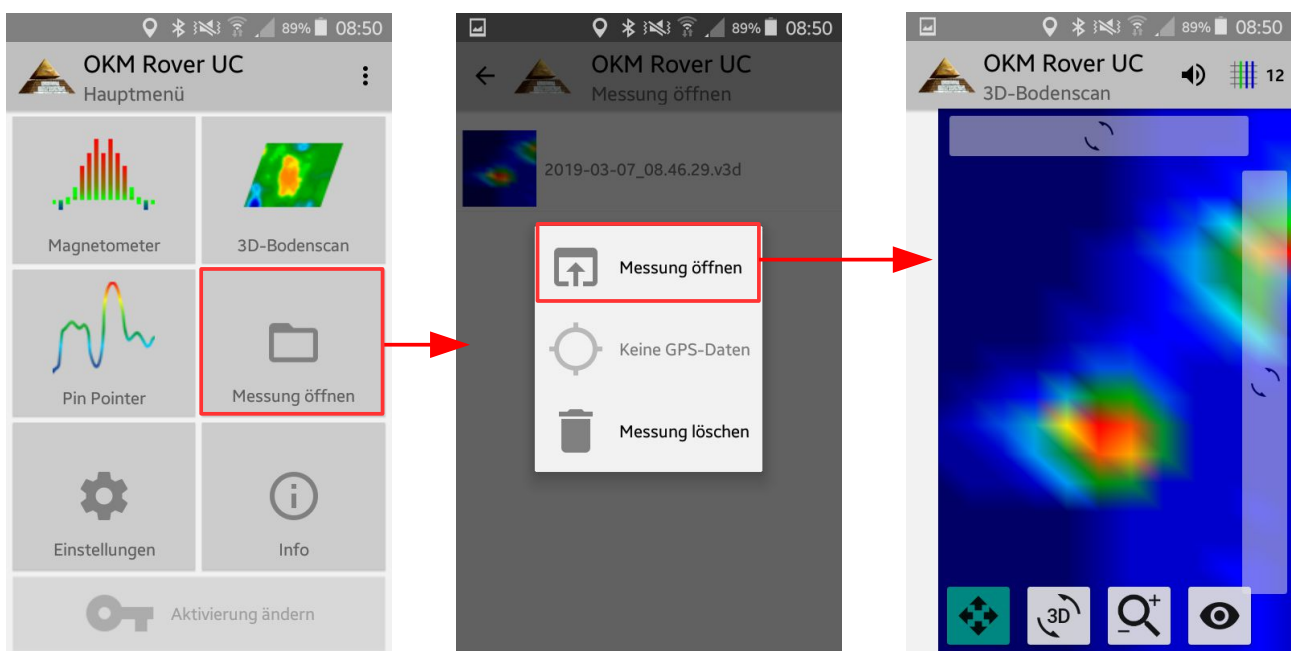 89% 08:50
OKM Rover UC
Hauptmenü
Magnetometer
3D-Bodenscan
Pin Pointer
Messung öffnen
Einstellungen
Info
Aktivierung ändern
89% 08:50
OKM Rover UC
Messung öffnen
2019-03-07_08.46.29.v3d
Messung öffnen
Keine GPS-Daten
Messung löschen
89% 08:50
OKM Rover UC
3D-Bodenscan
12
3D